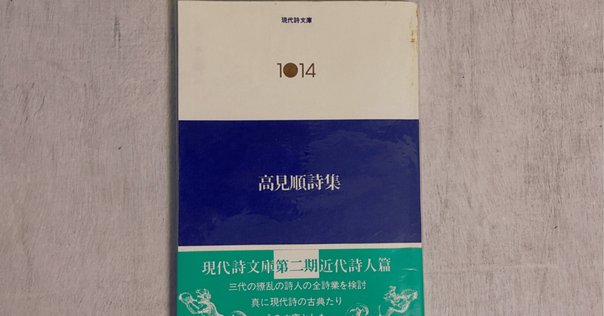 現代詩文庫
1014
高見順詩集
現代詩文庫第二期近代詩人篇
三代の撩乱の詩人の全詩業を検討
真に現代詩の古典たり